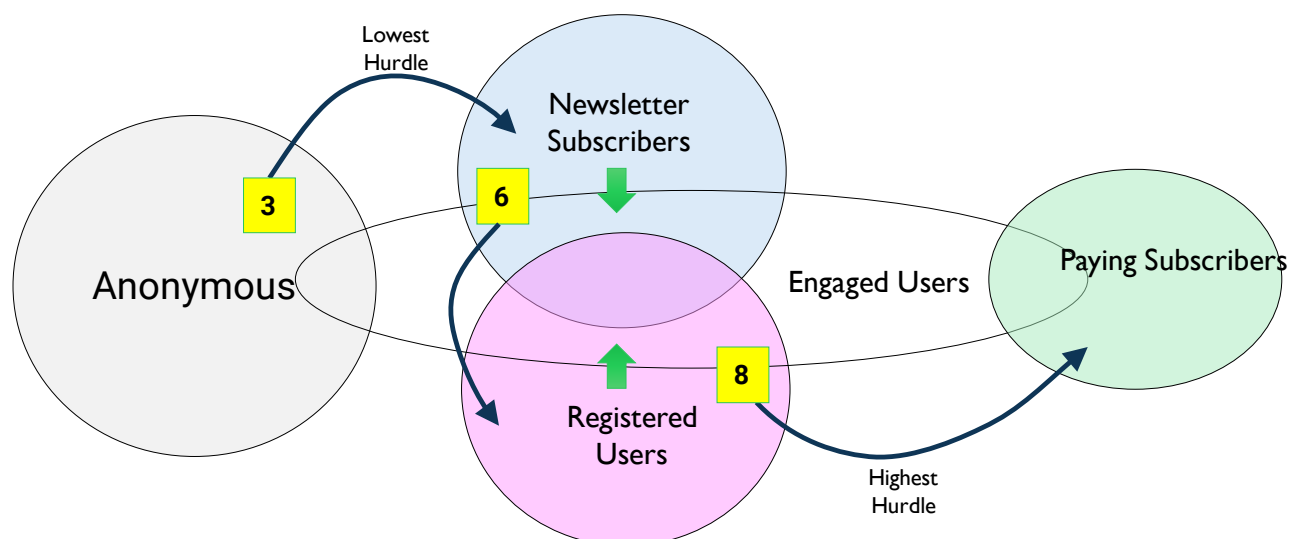 Lowest
Hurdle
Newsletter
Subscribers
3
6
Anonymous
Engaged Users
Paying Subscribers
8
Registered
Users
Highest
Hurdle